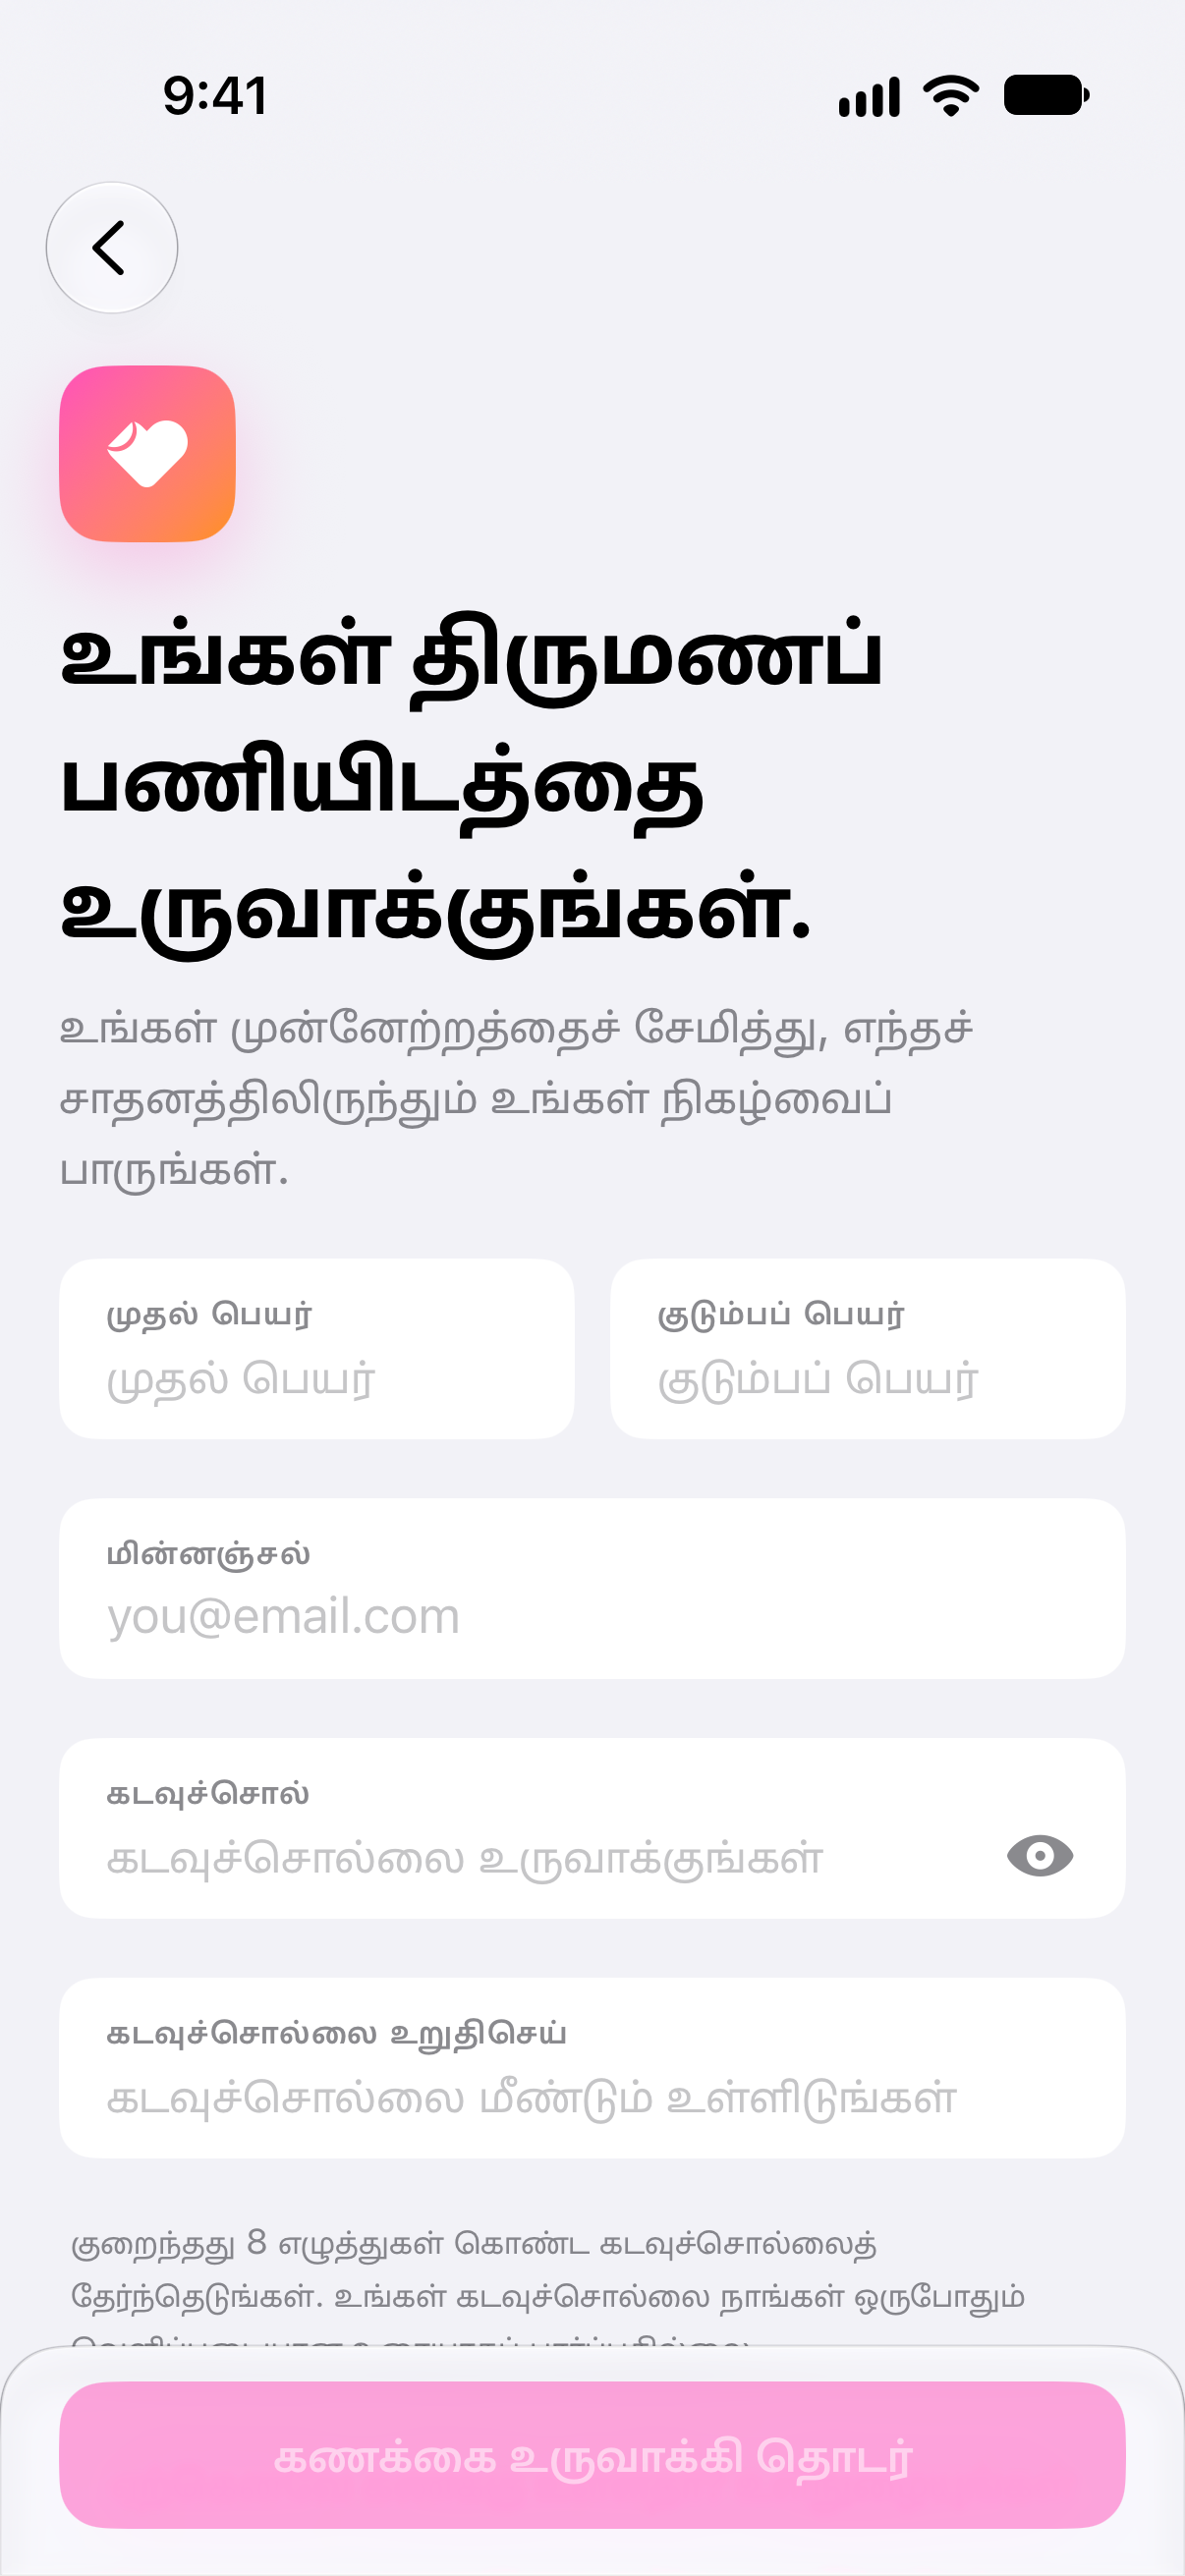 9:41
உங்கள் திருமணப்
பணியிடத்தை
உருவாக்குங்கள்.
உங்கள் முன்னேற்றத்தைச் சேமித்து, எந்தச்
சாதனத்திலிருந்தும் உங்கள் நிகழ்வைப்
பாருங்கள்.
முதல் பெயர்
முதல் பெயர்
குடும்பப் பெயர்
குடும்பப் பெயர்
மின்னஞ்சல்
you@email.com
கடவுச்சொல்
கடவுச்சொல்லை உருவாக்குங்கள்
கடவுச்சொல்லை உறுதிசெய்
கடவுச்சொல்லை மீண்டும் உள்ளிடுங்கள்
குறைந்தது 8 எழுத்துகள் கொண்ட கடவுச்சொல்லைத்
தேர்ந்தெடுங்கள். உங்கள் கடவுச்சொல்லை நாங்கள் ஒருபோதும்
கணக்கை உருவாக்கி தொடர்